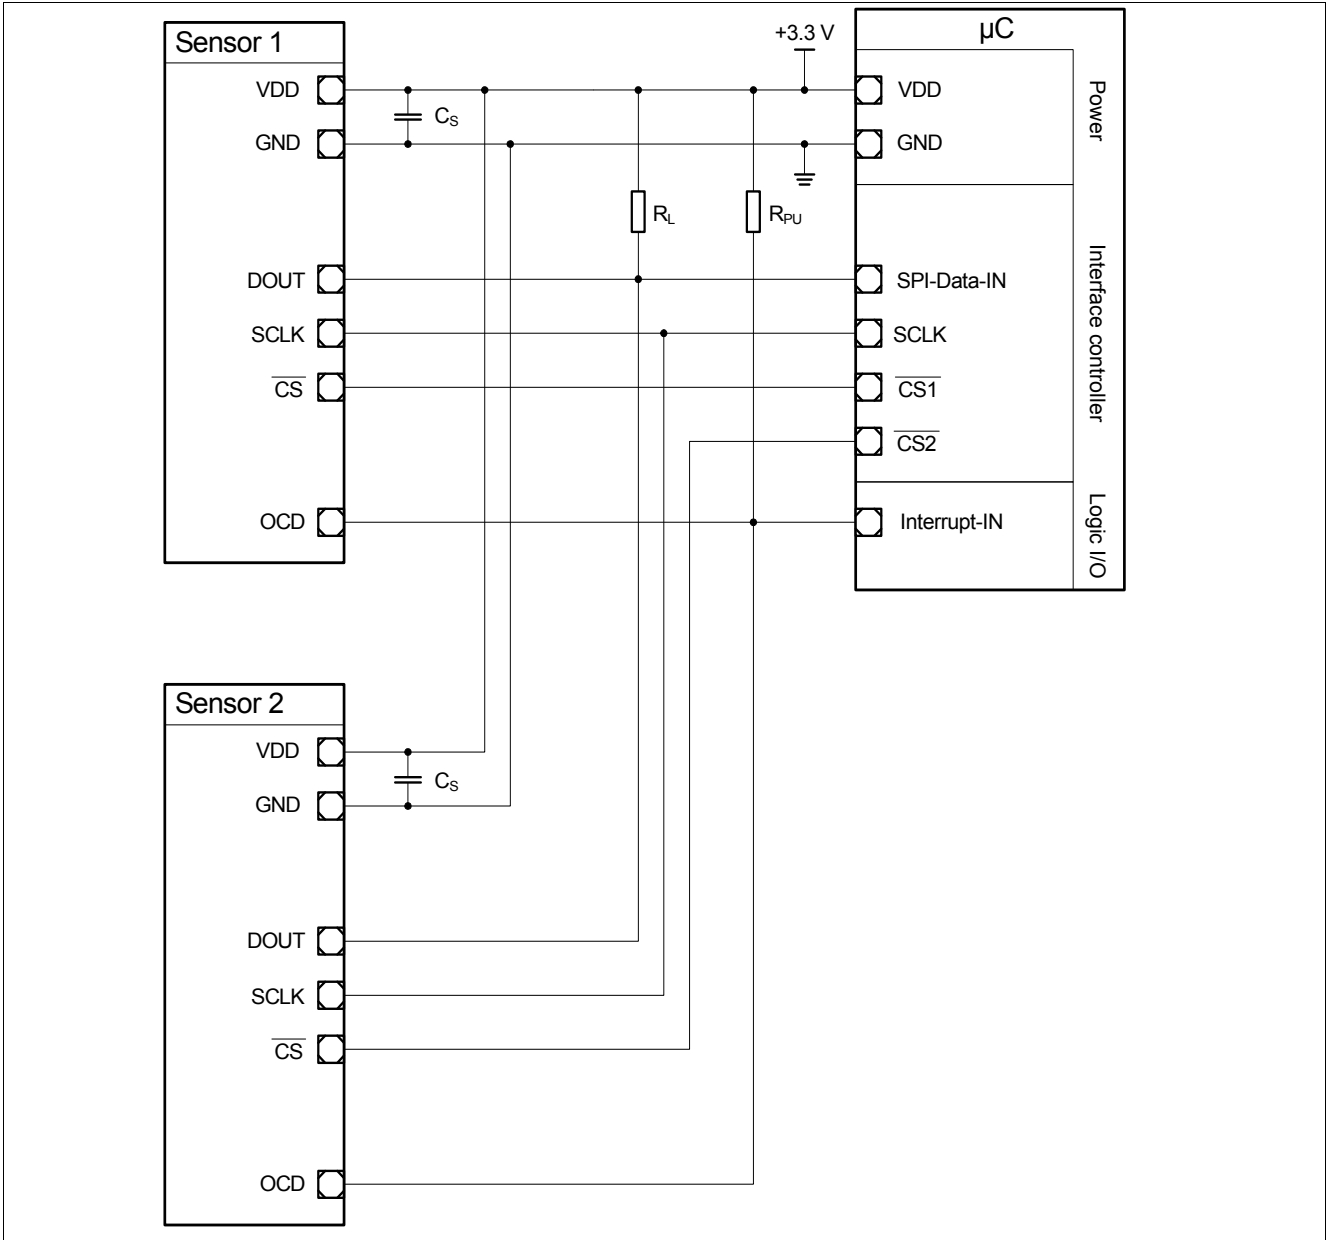 Sensor 1
VDD
GND
DOUT
SCLK
CS
OCD
CS
RL
RPU
+3.3 V
µC
VDD
GND
Power
SPI-Data-IN
SCLK
CS1
CS2
Interface controller
Interrupt-IN
Logic I/O
Sensor 2
VDD
GND
DOUT
SCLK
CS
OCD
CS